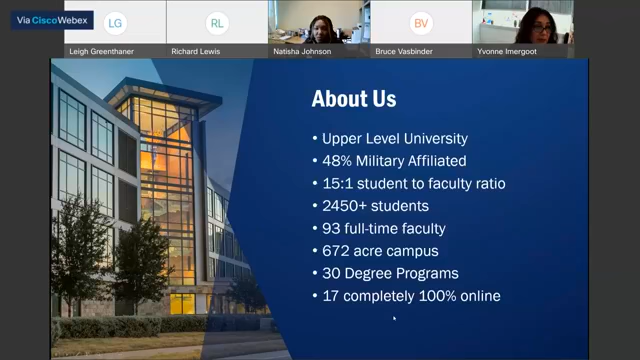 Via CiscoWebex
LG
RL
BV
Leigh Greenthaner
Richard Lewis
Natisha Johnson
Bruce Vasbinder
Yvonne Imergoot
About Us
• Upper Level University
• 48% Military Affiliated
• 15:1 student to faculty ratio
• 2450+ students
• 93 full-time faculty
• 672 acre campus
• 30 Degree Programs
• 17 completely 100% online